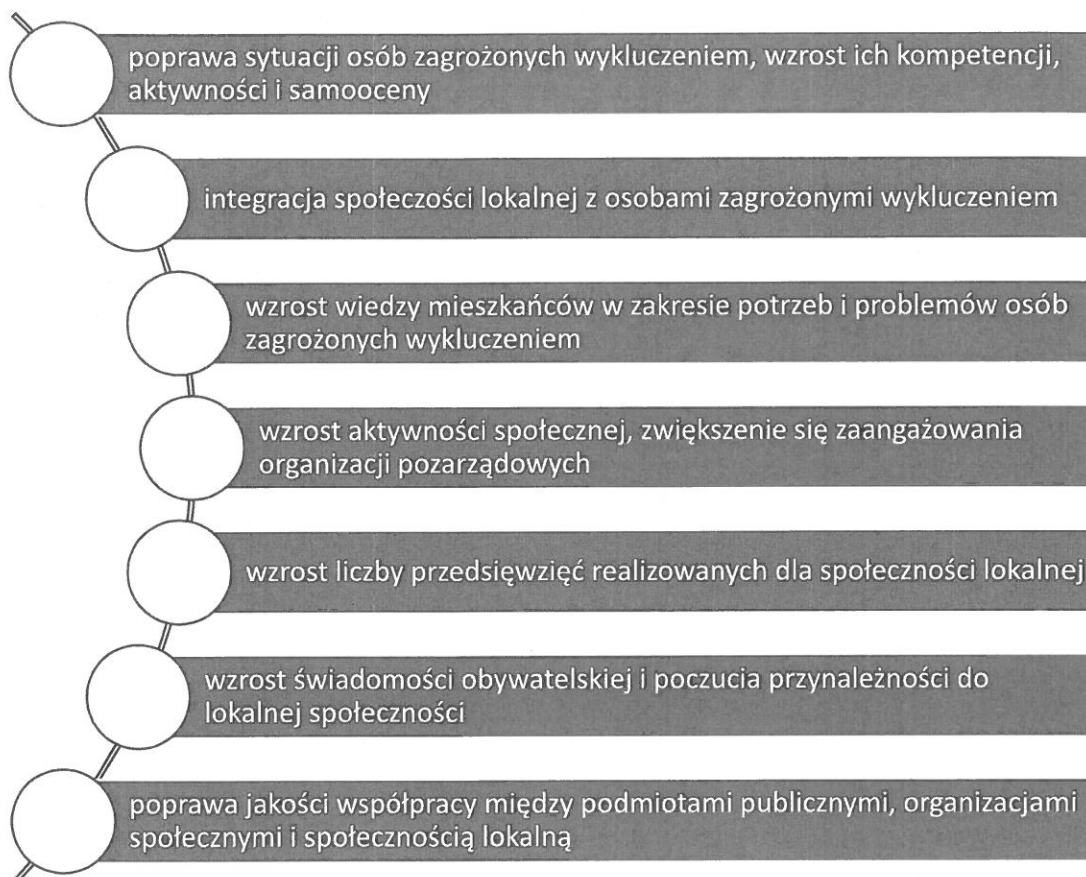 poprawa sytuacji osób zagrożonych wykluczeniem, wzrost ich kompetencji,
aktywności i samooceny
integracja społeczości lokalnej z osobami zagrożonymi wykluczeniem
wzrost wiedzy mieszkańców w zakresie potrzeb i problemów osób
zagrożonych wykluczeniem
wzrost aktywności społecznej, zwiększenie się zaangażowania
organizacji pozarządowych
wzrost liczby przedsięwzięć realizowanych dla społeczności lokalnej
wzrost świadomości obywatelskiej i poczucia przynależności do
lokalnej społeczności
poprawa jakości współpracy między podmiotami publicznymi, organizacjami
społecznymi i społecznością lokalną